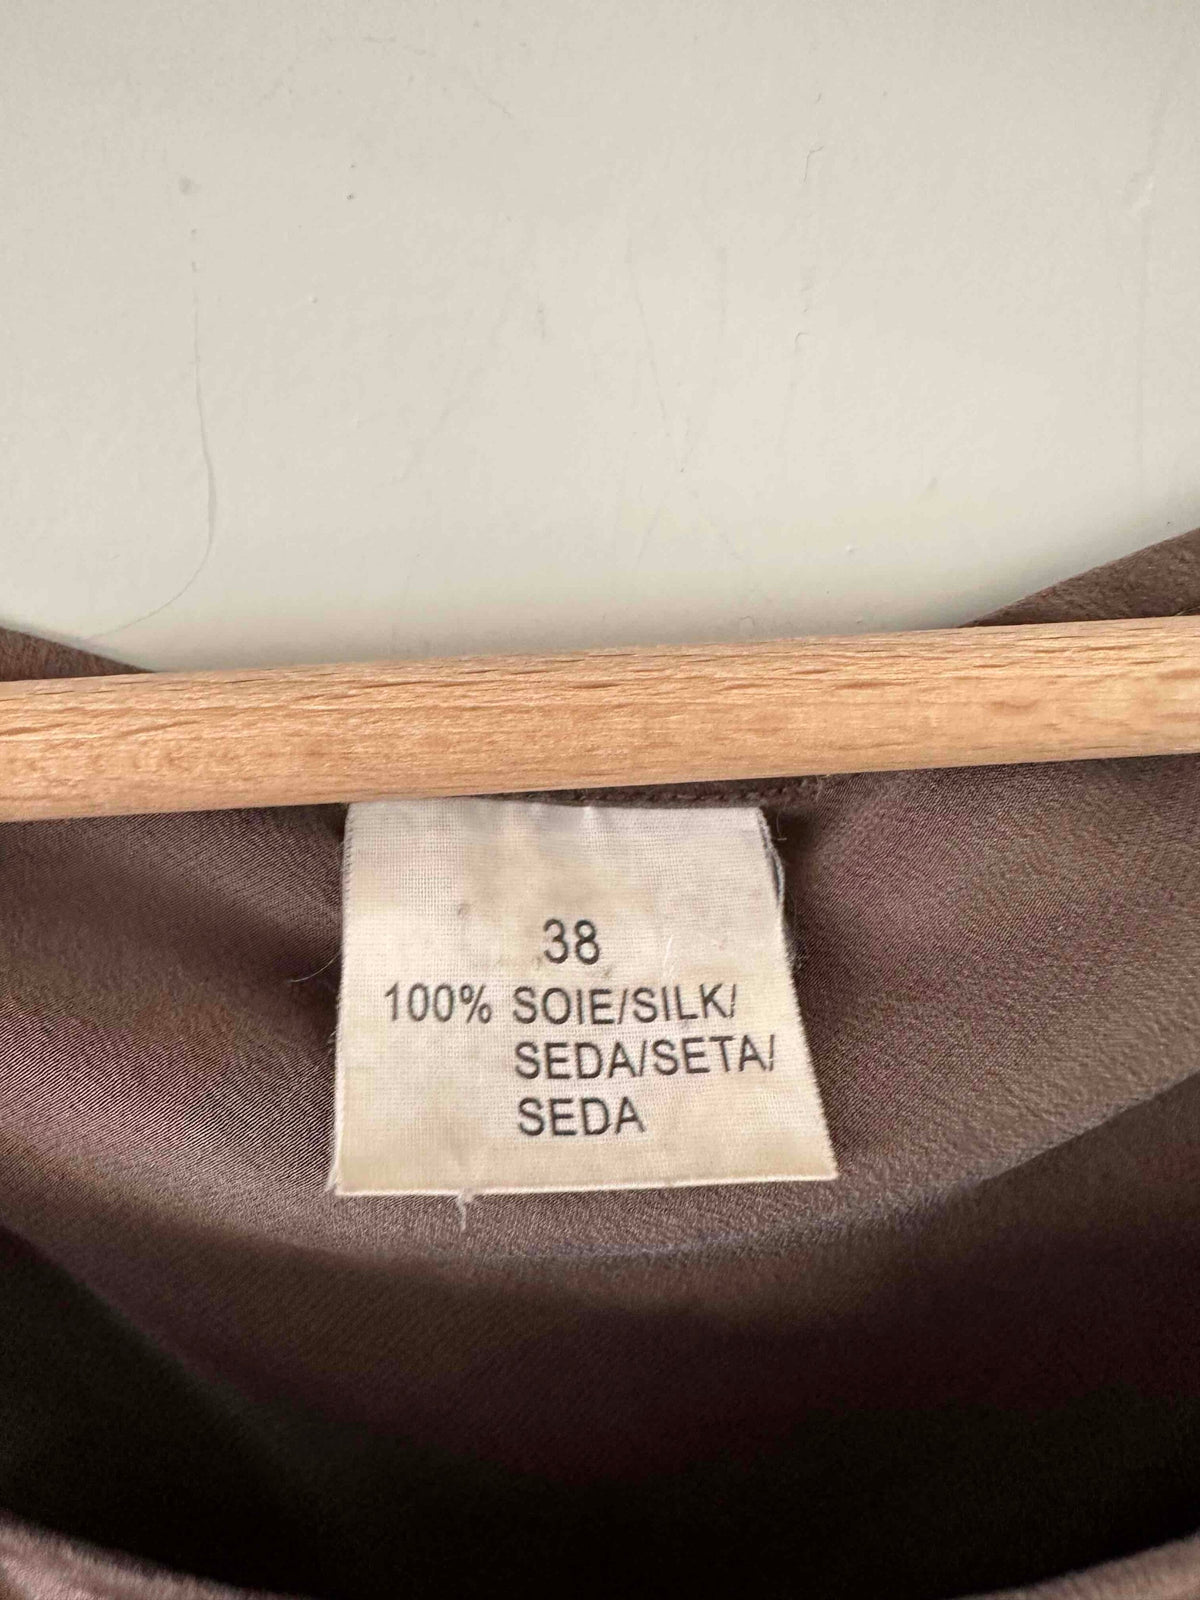 38
100% SOIE/SILK/
SEDA/SETA/
SEDA